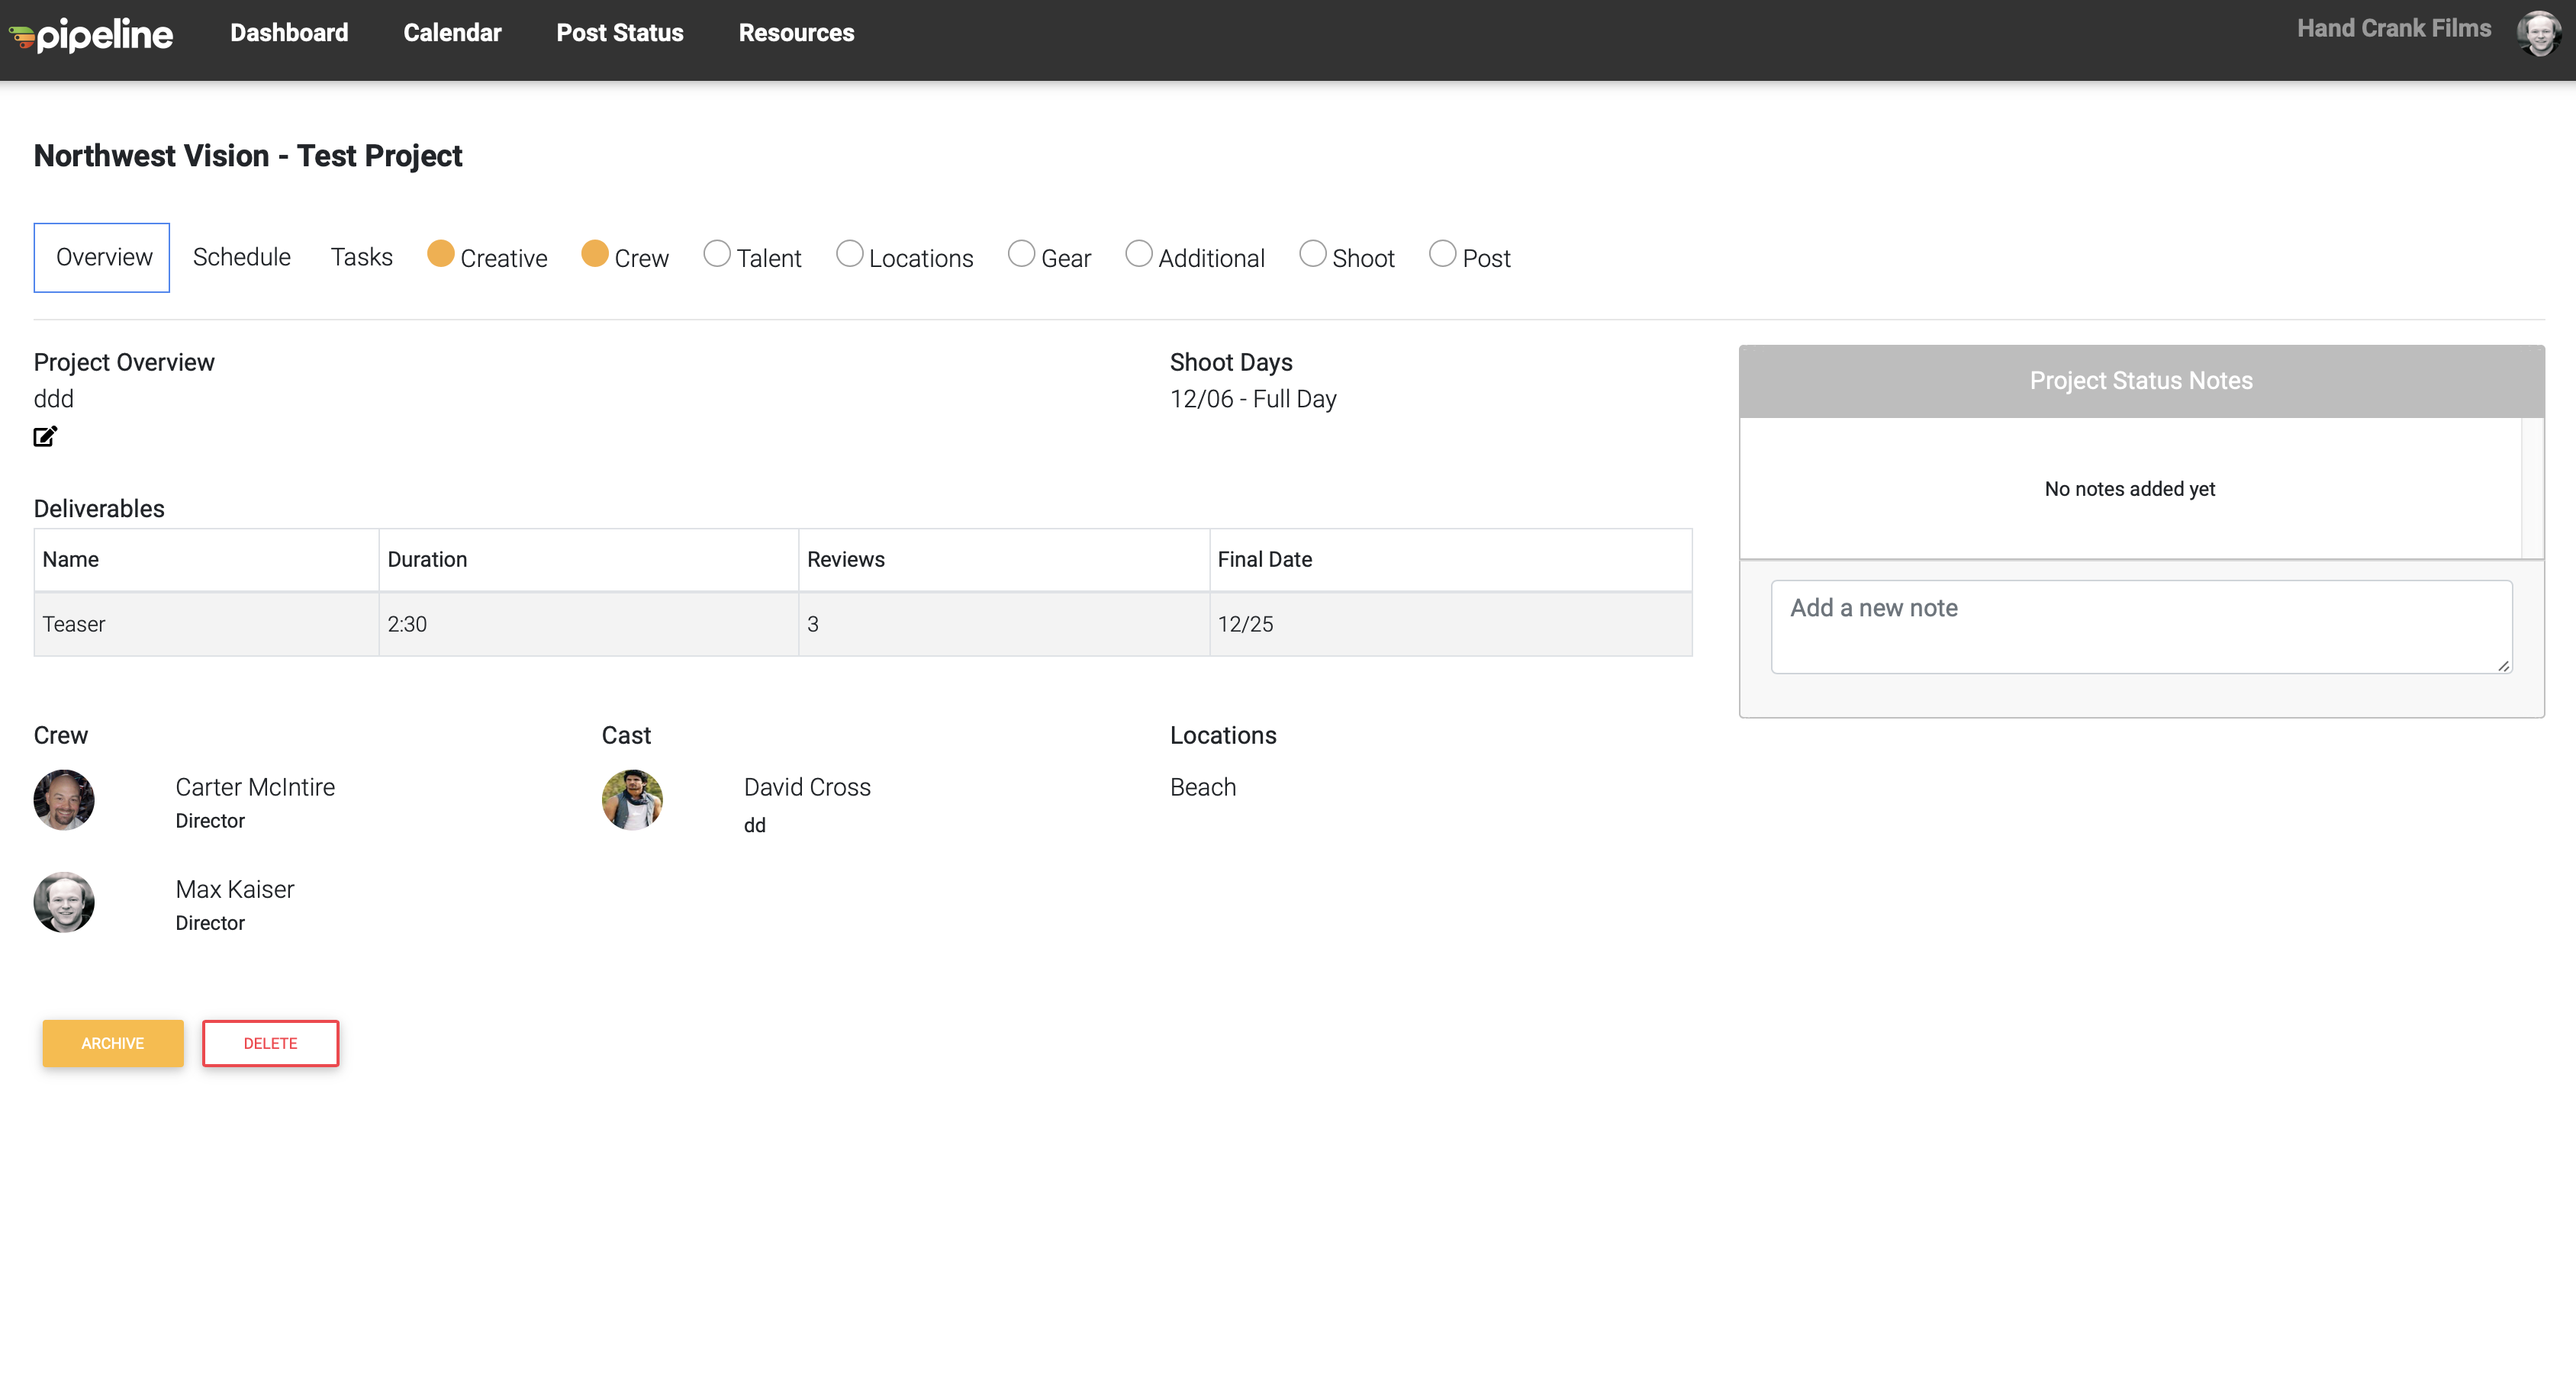 pipeline Dashboard Calendar Post Status Resources Hand Crank Films
Northwest Vision - Test Project
Overview Schedule Tasks Creative Crew Talent Locations Gear Additional Shoot Post
Project Overview
ddd
Shoot Days
12/06 - Full Day
Project Status Notes
No notes added yet
Add a new note
Deliverables
Name Duration Reviews Final Date
Teaser 2:30 3 12/25
Crew
Carter McIntire
Director
Max Kaiser
Director
Cast
David Cross
dd
Locations
Beach
ARCHIVE DELETE